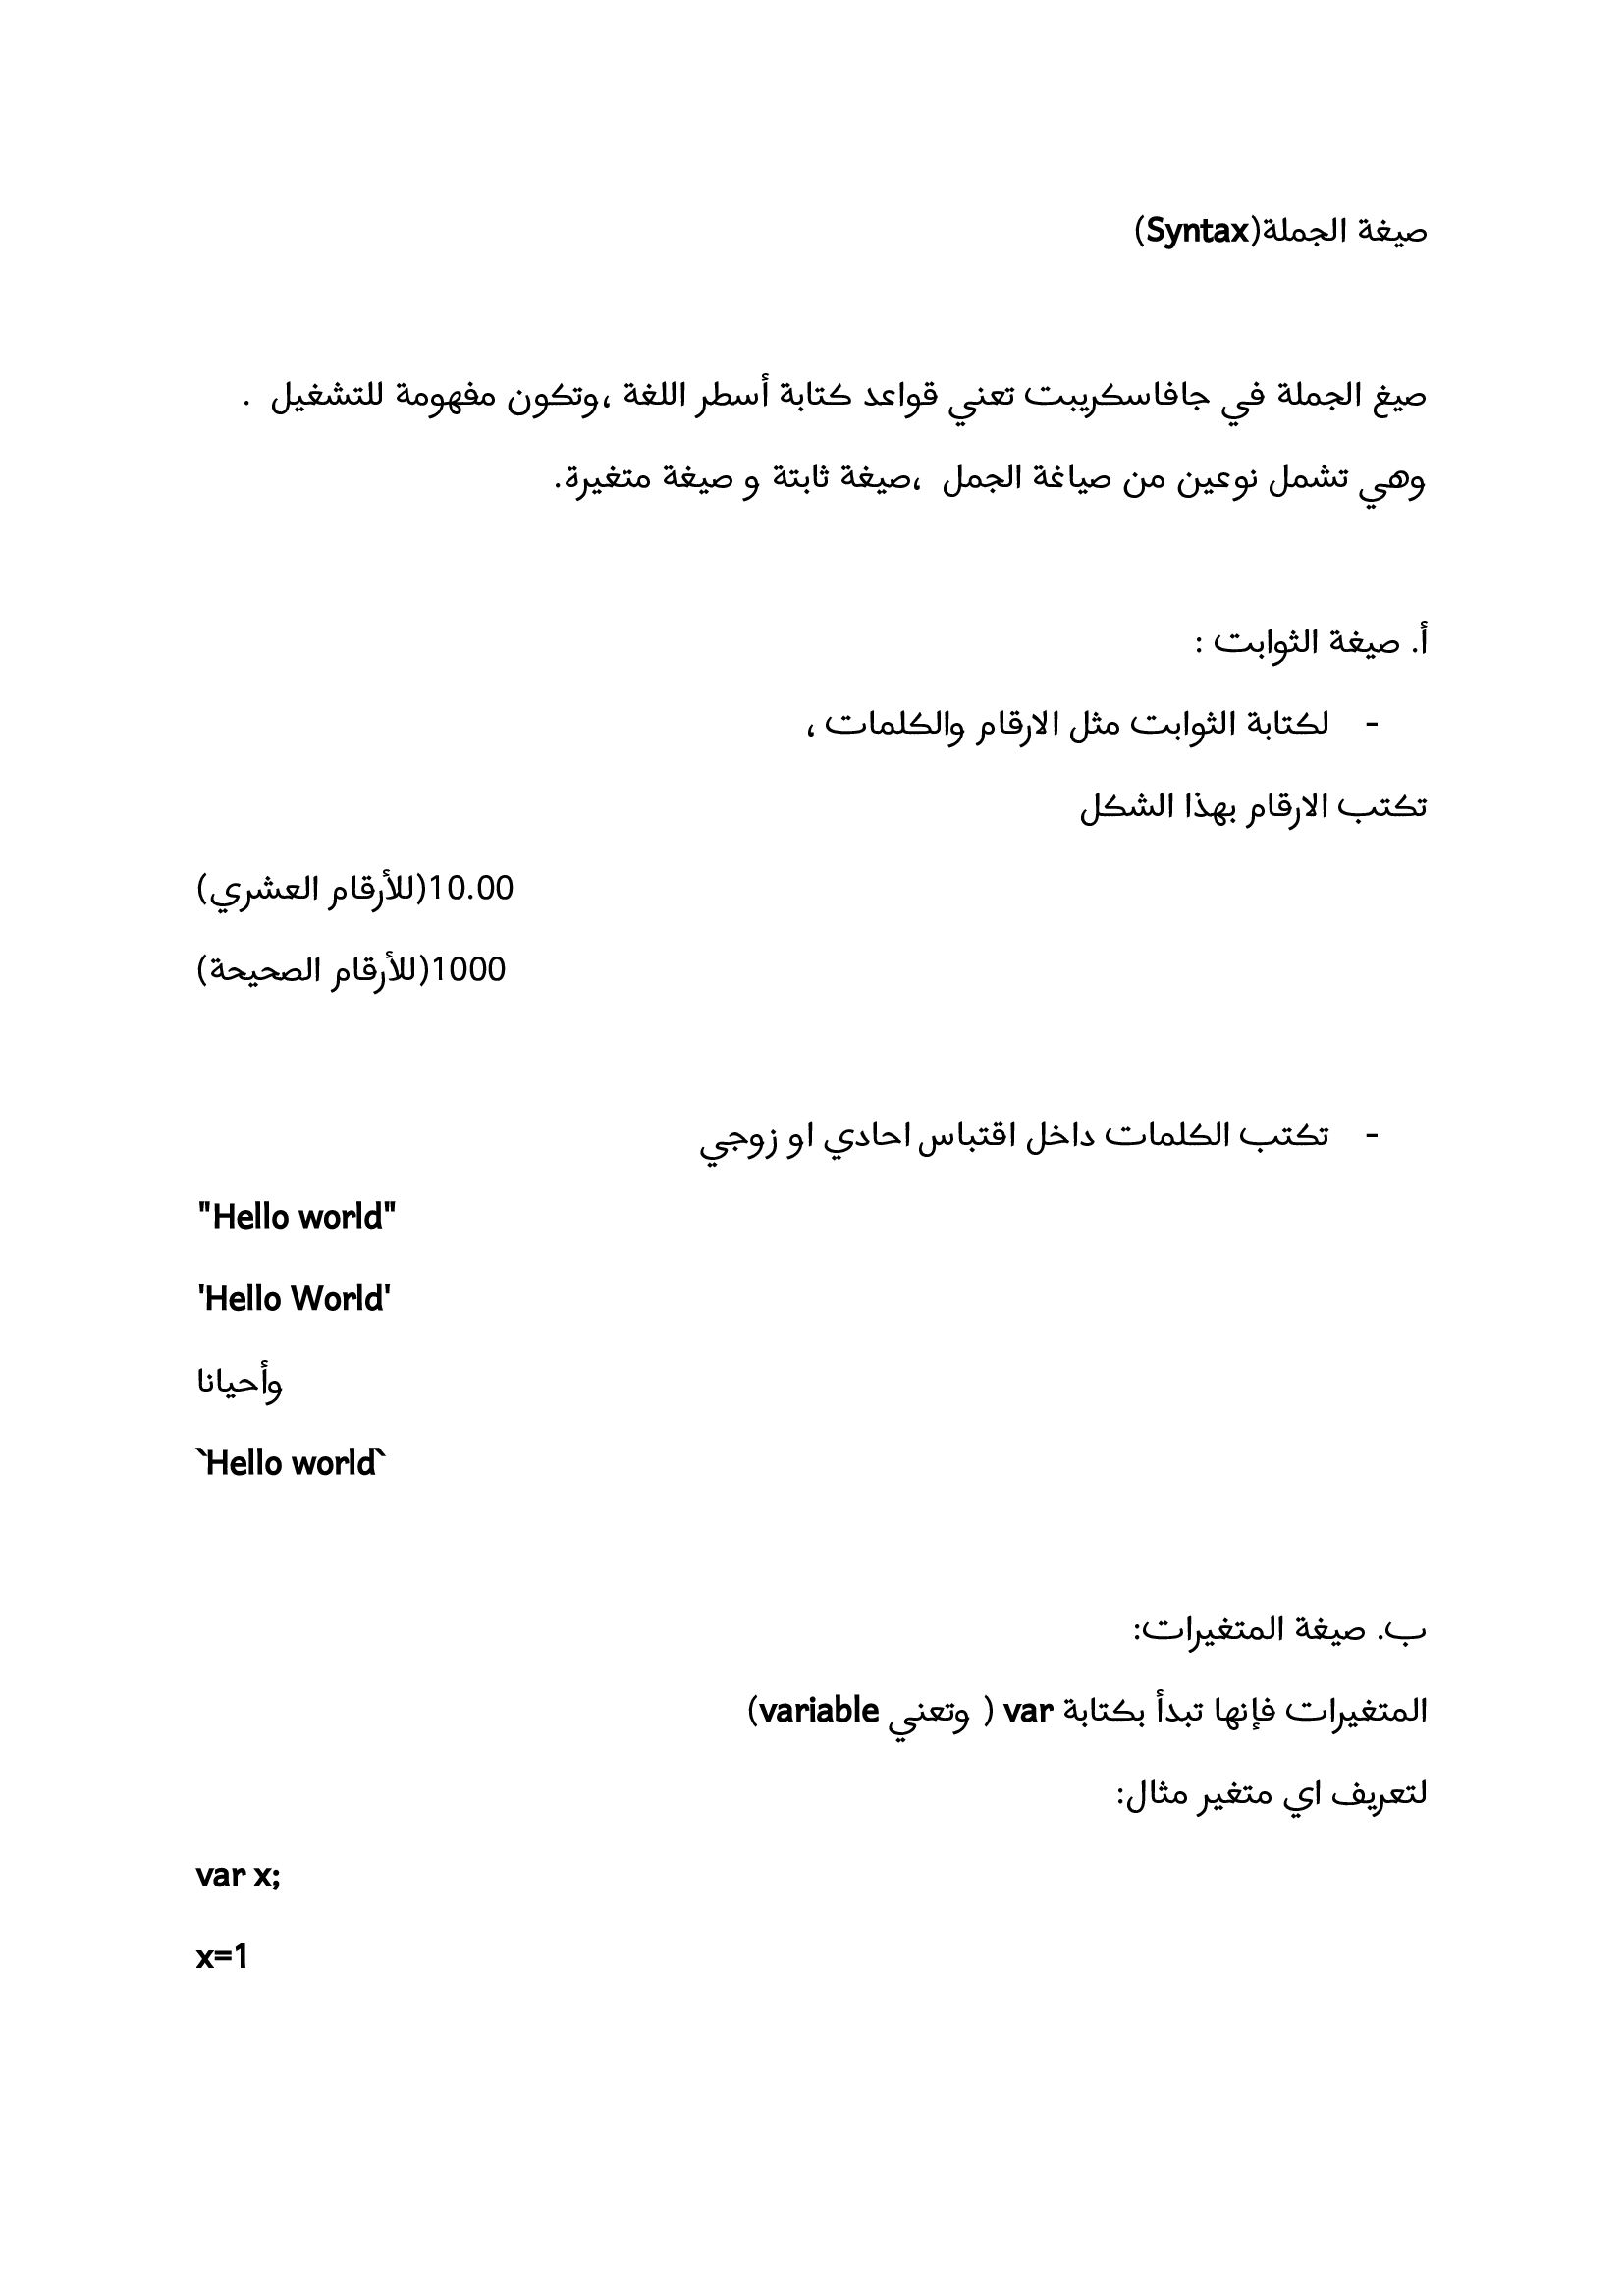 صيغة الجملة(Syntax)
صيغ الجملة في جافاسكريبت تعني قواعد كتابة أسطر اللغة ،وتكون مفهومة للتشغيل .
وهي تشمل نوعين من صياغة الجمل ،صيغة ثابتة و صيغة متغيرة.
أ. صيغة الثوابت :
- لكتابة الثوابت مثل الارقام والكلمات ،
تكتب الارقام بهذا الشكل
10.00(للأرقام العشري)
1000(للأرقام الصحيحة)
- تكتب الكلمات داخل اقتباس احادي او زوجي
"Hello world"
'Hello World'
وأحيانا
`Hello world`
ب. صيغة المتغيرات:
المتغيرات فإنها تبدأ بكتابة var ( وتعني variable)
لتعريف اي متغير مثال:
var x;
x=1